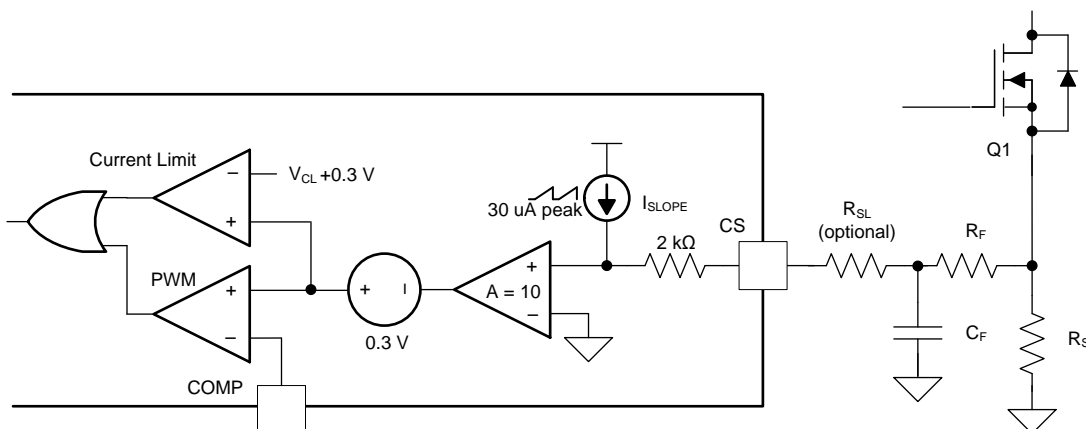 Current Limit
−
V_CL +0.3 V
+
PWM
+
−
COMP
+
−
0.3 V
A = 10
+
−
30 uA peak
I_SLOPE
2 kΩ
CS
R_SL
(optional)
R_F
C_F
Q1
R_S